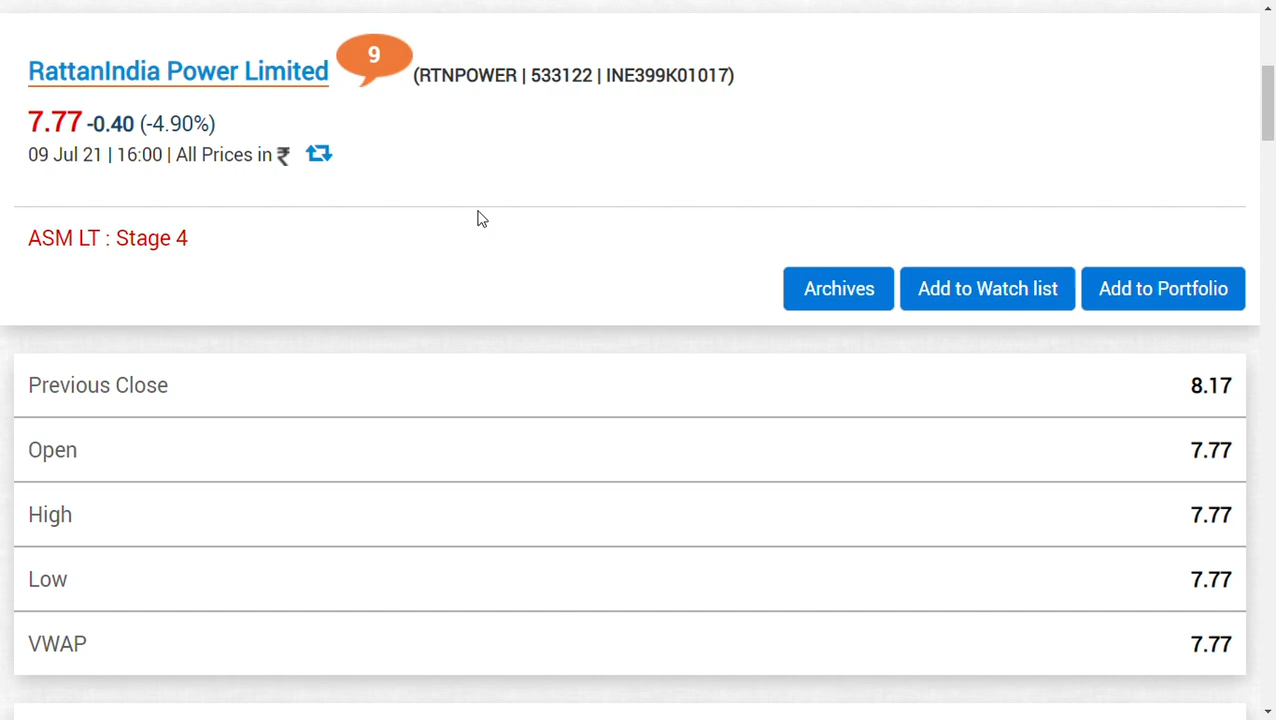 RattanIndia Power Limited 9 (RTNPOWER | 533122 | INE399K01017)
7.77 -0.40 (-4.90%)
09 Jul 21 | 16:00 | All Prices in ₹
ASM LT : Stage 4
Archives Add to Watch list Add to Portfolio
Previous Close 8.17
Open 7.77
High 7.77
Low 7.77
VWAP 7.77